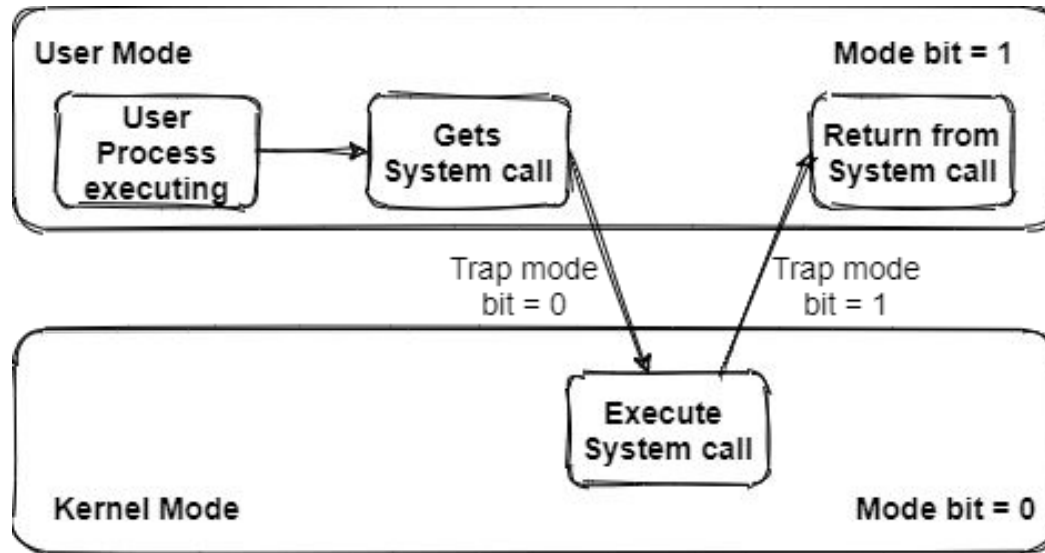 User Mode
Mode bit = 1
User
Process
executing
Gets
System call
Return from
System call
Trap mode
bit = 0
Trap mode
bit = 1
Execute
System call
Kernel Mode
Mode bit = 0